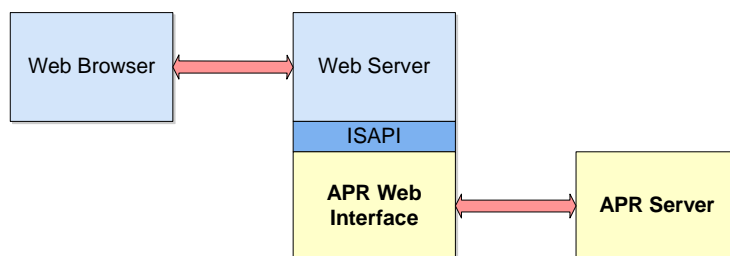 Web Browser
Web Server
ISAPI
APR Web
Interface
APR Server